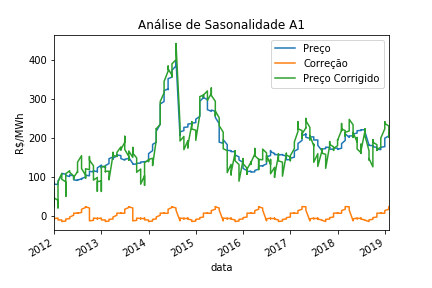 Análise de Sasonalidade A1
Preço
Correção
Preço Corrigido
R$/MWh
400
300
200
100
0
2012
2013
2014
2015
2016
2017
2018
2019
data